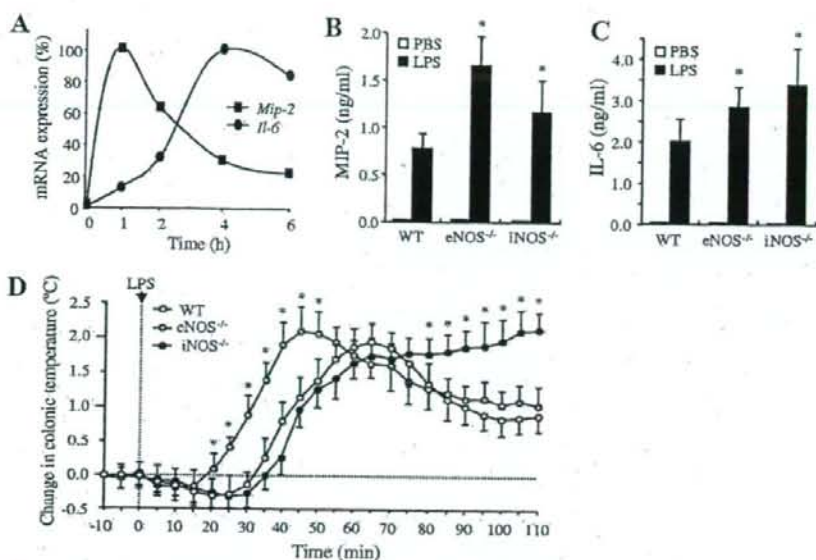 A
mRNA expression (%)
100
80
60
40
20
0
Mip-2
Il-6
0 1 2 4 6
Time (h)
B
MIP-2 (ng/ml)
2.0
1.5
1.0
0.5
0.0
PBS
LPS
*
*
WT eNOS-/- iNOS-/-
C
IL-6 (ng/ml)
4.0
3.0
2.0
1.0
0.0
PBS
LPS
*
*
WT eNOS-/- iNOS-/-
D
LPS
Change in colonic temperature (ºC)
2.5
2.0
1.5
1.0
0.5
0.0
-0.5
WT
eNOS-/-
iNOS-/-
* * * * * * * * * * * * * *
-10 0 10 20 30 40 50 60 70 80 90 100 110
Time (min)